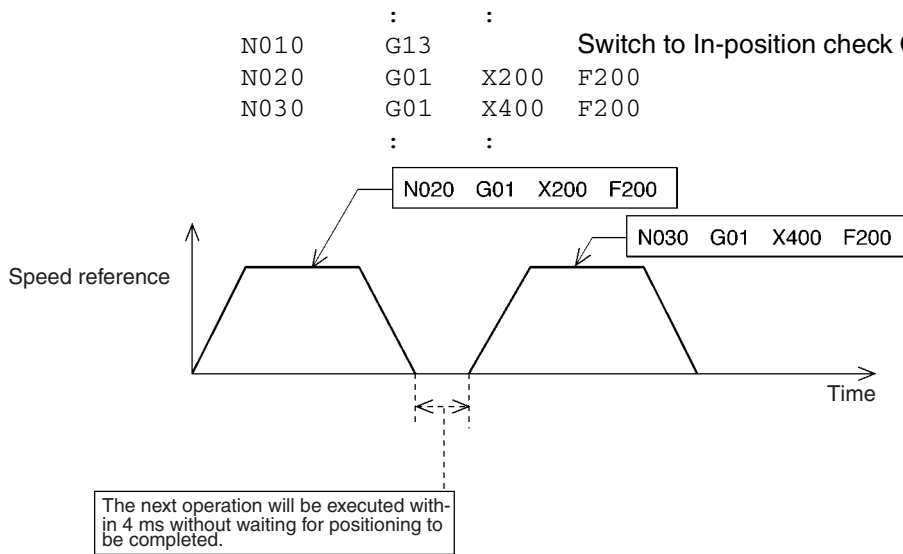 : :
N010 G13 Switch to In-position check
N020 G01 X200 F200
N030 G01 X400 F200
: :
N020 G01 X200 F200
N030 G01 X400 F200
Speed reference
Time
The next operation will be executed with-
in 4 ms without waiting for positioning to
be completed.